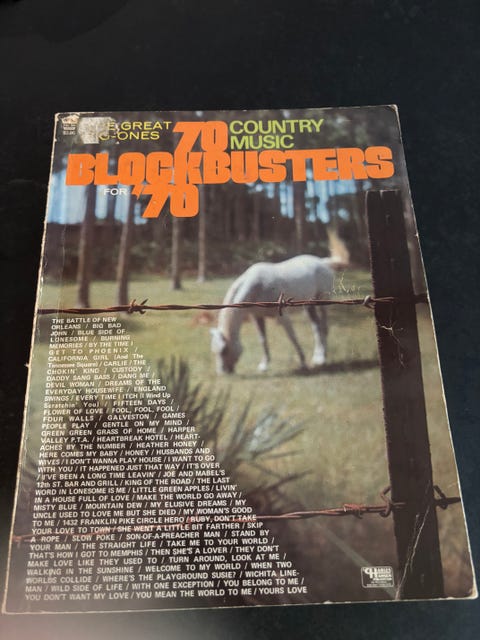 GREAT
-ONES
70 COUNTRY
MUSIC
BLOCKBUSTERS
FOR '70
THE BATTLE OF NEW
ORLEANS / BIG BAD
JOHN / BLUE SIDE OF
LONESOME / BURNING
MEMORIES / BY THE TIME I
GET TO PHOENIX /
CALIFORNIA GIRL (And The
Tennessee Square) / CARLIE / THE
CHOKIN' KIND / CUSTODY /
DADDY SANG BASS / DANG ME /
DEVIL WOMAN / DREAMS OF THE
EVERYDAY HOUSEWIFE / ENGLAND
SWINGS / EVERY TIME I ITCH (I Wind Up
Scratchin' You) / FIFTEEN DAYS /
FLOWER OF LOVE / FOOL, FOOL, FOOL /
FOUR WALLS / GALVESTON / GAMES
PEOPLE PLAY / GENTLE ON MY MIND /
GREEN GREEN GRASS OF HOME / HARPER
VALLEY P.T.A. / HEARTBREAK HOTEL / HEART-
ACHES BY THE NUMBER / HEATHER HONEY /
HERE COMES MY BABY / HONEY / HUSBANDS AND
WIVES / I DON'T WANNA PLAY HOUSE / I WANT TO GO
WITH YOU / IT HAPPENED JUST THAT WAY / IT'S OVER
/ I'VE BEEN A LONG TIME LEAVIN' / JOE AND MABEL'S
12th ST. BAR AND GRILL / KING OF THE ROAD / THE LAST
WORD IN LONESOME IS ME / LITTLE GREEN APPLES / LIVIN'
IN A HOUSE FULL OF LOVE / MAKE THE WORLD GO AWAY /
MISTY BLUE / MOUNTAIN DEW / MY ELUSIVE DREAMS / MY
UNCLE USED TO LOVE ME BUT SHE DIED / MY WOMAN'S GOOD
TO ME / 1432 FRANKLIN PIKE CIRCLE HERO / RUBY, DON'T TAKE
YOUR LOVE TO TOWN / SHE WENT A LITTLE BIT FARTHER / SKIP
A ROPE / SLOW POKE / SON-OF-A-PREACHER MAN / STAND BY
YOUR MAN / THE STRAIGHT LIFE / TAKE ME TO YOUR WORLD /
THAT'S HOW I GOT TO MEMPHIS / THEN SHE'S A LOVER / THEY DON'T
MAKE LOVE LIKE THEY USED TO / TURN AROUND, LOOK AT ME /
WALKING IN THE SUNSHINE / WELCOME TO MY WORLD / WHEN TWO
WORLDS COLLIDE / WHERE'S THE PLAYGROUND SUSIE? / WICHITA LINE-
MAN / WILD SIDE OF LIFE / WITH ONE EXCEPTION / YOU BELONG TO ME /
YOU DON'T WANT MY LOVE / YOU MEAN THE WORLD TO ME / YOURS LOVE
CHARLES
HANSEN